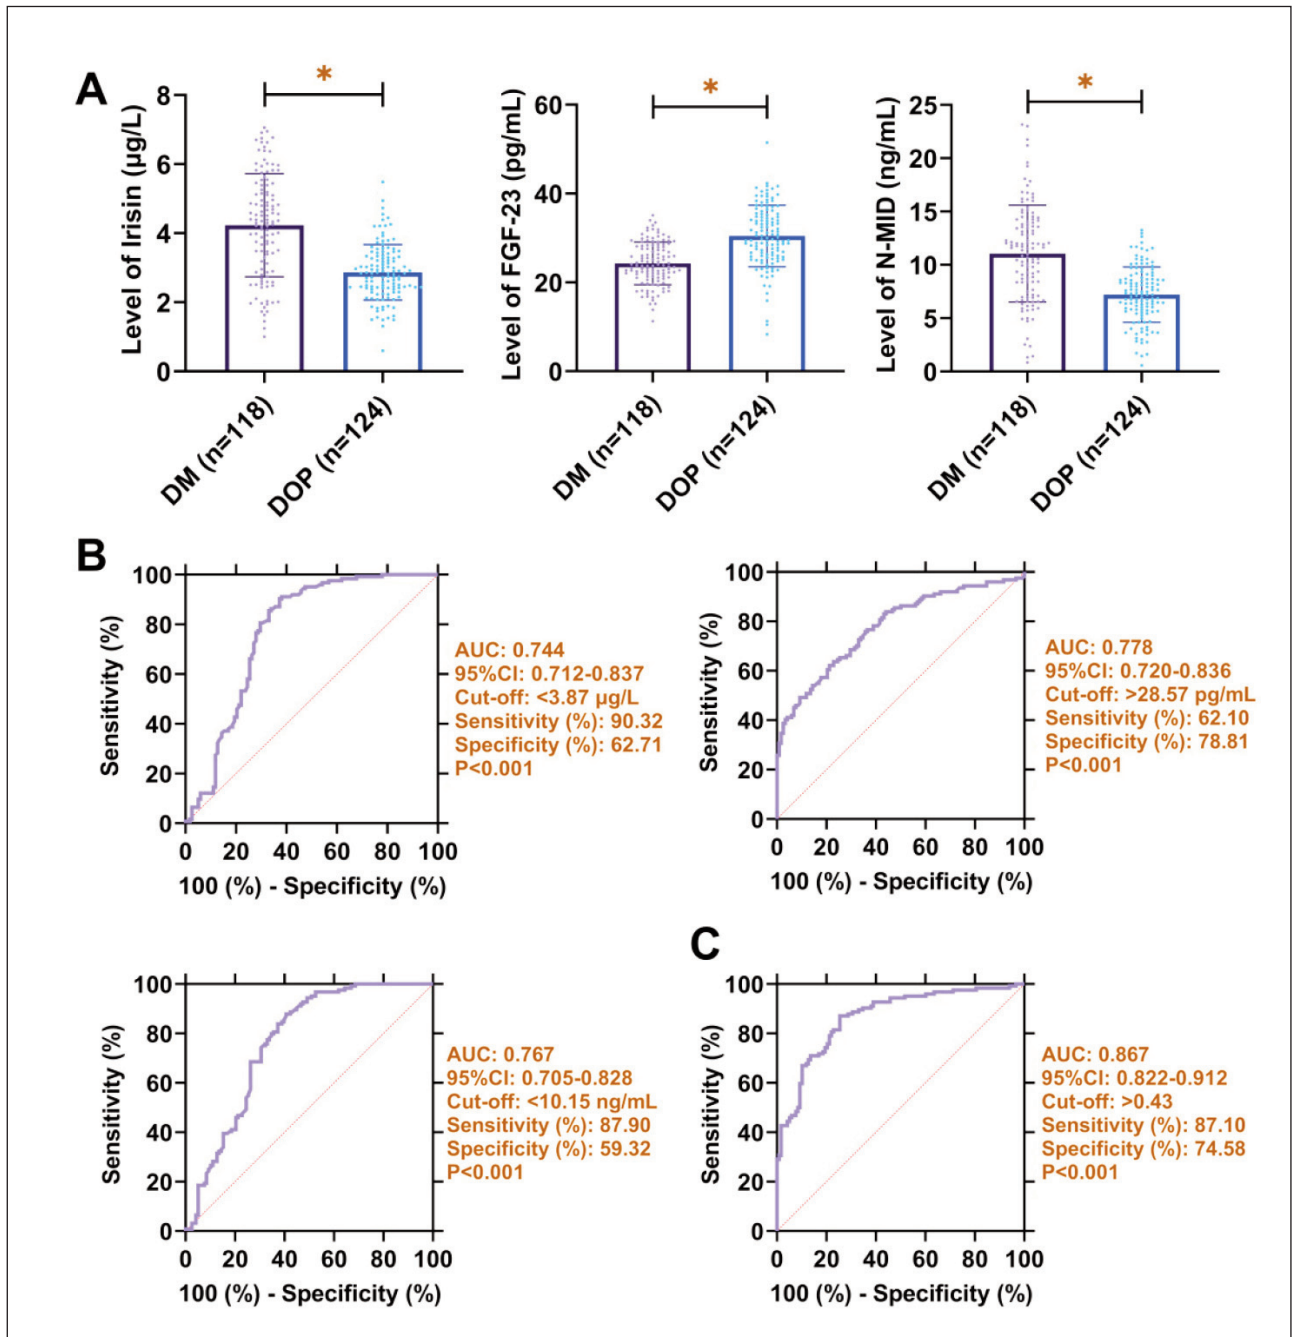 A
*
8
6
4
2
0
Level of Irisin (µg/L)
DM (n=118)
DOP (n=124)
*
60
40
20
0
Level of FGF-23 (pg/mL)
DM (n=118)
DOP (n=124)
*
25
20
15
10
5
0
Level of N-MID (ng/mL)
DM (n=118)
DOP (n=124)
B
100
80
60
40
20
0
Sensitivity (%)
0 20 40 60 80 100
100 (%) - Specificity (%)
AUC: 0.744
95%CI: 0.712-0.837
Cut-off: <3.87 µg/L
Sensitivity (%): 90.32
Specificity (%): 62.71
P<0.001
100
80
60
40
20
0
Sensitivity (%)
0 20 40 60 80 100
100 (%) - Specificity (%)
AUC: 0.778
95%CI: 0.720-0.836
Cut-off: >28.57 pg/mL
Sensitivity (%): 62.10
Specificity (%): 78.81
P<0.001
100
80
60
40
20
0
Sensitivity (%)
0 20 40 60 80 100
100 (%) - Specificity (%)
AUC: 0.767
95%CI: 0.705-0.828
Cut-off: <10.15 ng/mL
Sensitivity (%): 87.90
Specificity (%): 59.32
P<0.001
C
100
80
60
40
20
0
Sensitivity (%)
0 20 40 60 80 100
100 (%) - Specificity (%)
AUC: 0.867
95%CI: 0.822-0.912
Cut-off: >0.43
Sensitivity (%): 87.10
Specificity (%): 74.58
P<0.001